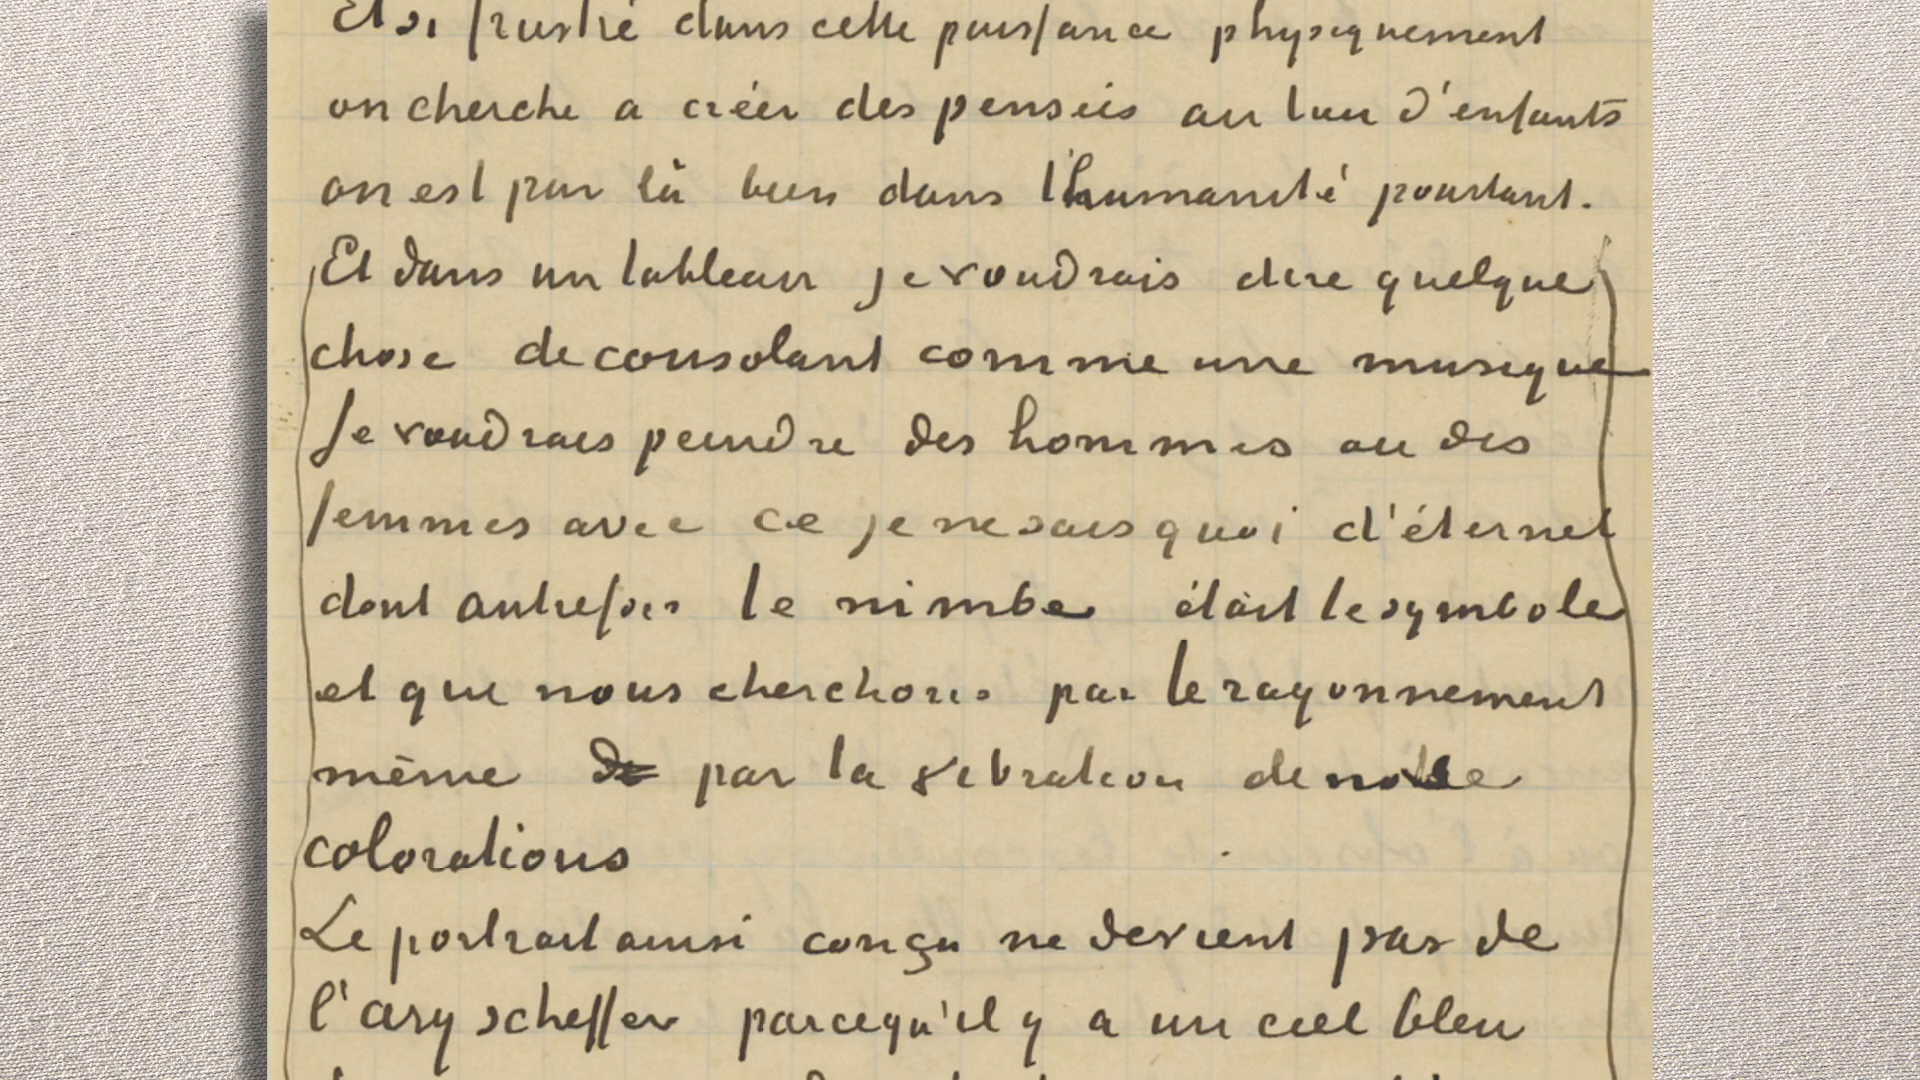 Et si frustré dans cette puissance physiquement
on cherche a créer des pensées au lieu d'enfants
on est par là bien dans l'humanité pourtant.
Et dans un tableau je voudrais dire quelque
chose de consolant comme une musique
Je voudrais peindre des hommes ou des
femmes avec ce je ne sais quoi d'éternel
dont autrefois le nimbe était le symbole
et que nous cherchons par le rayonnement
même de par la vibration de notre
colorations
Le portrait ainsi conçu ne devient pas de
l'ary scheffer parcequ'il y a un ciel bleu